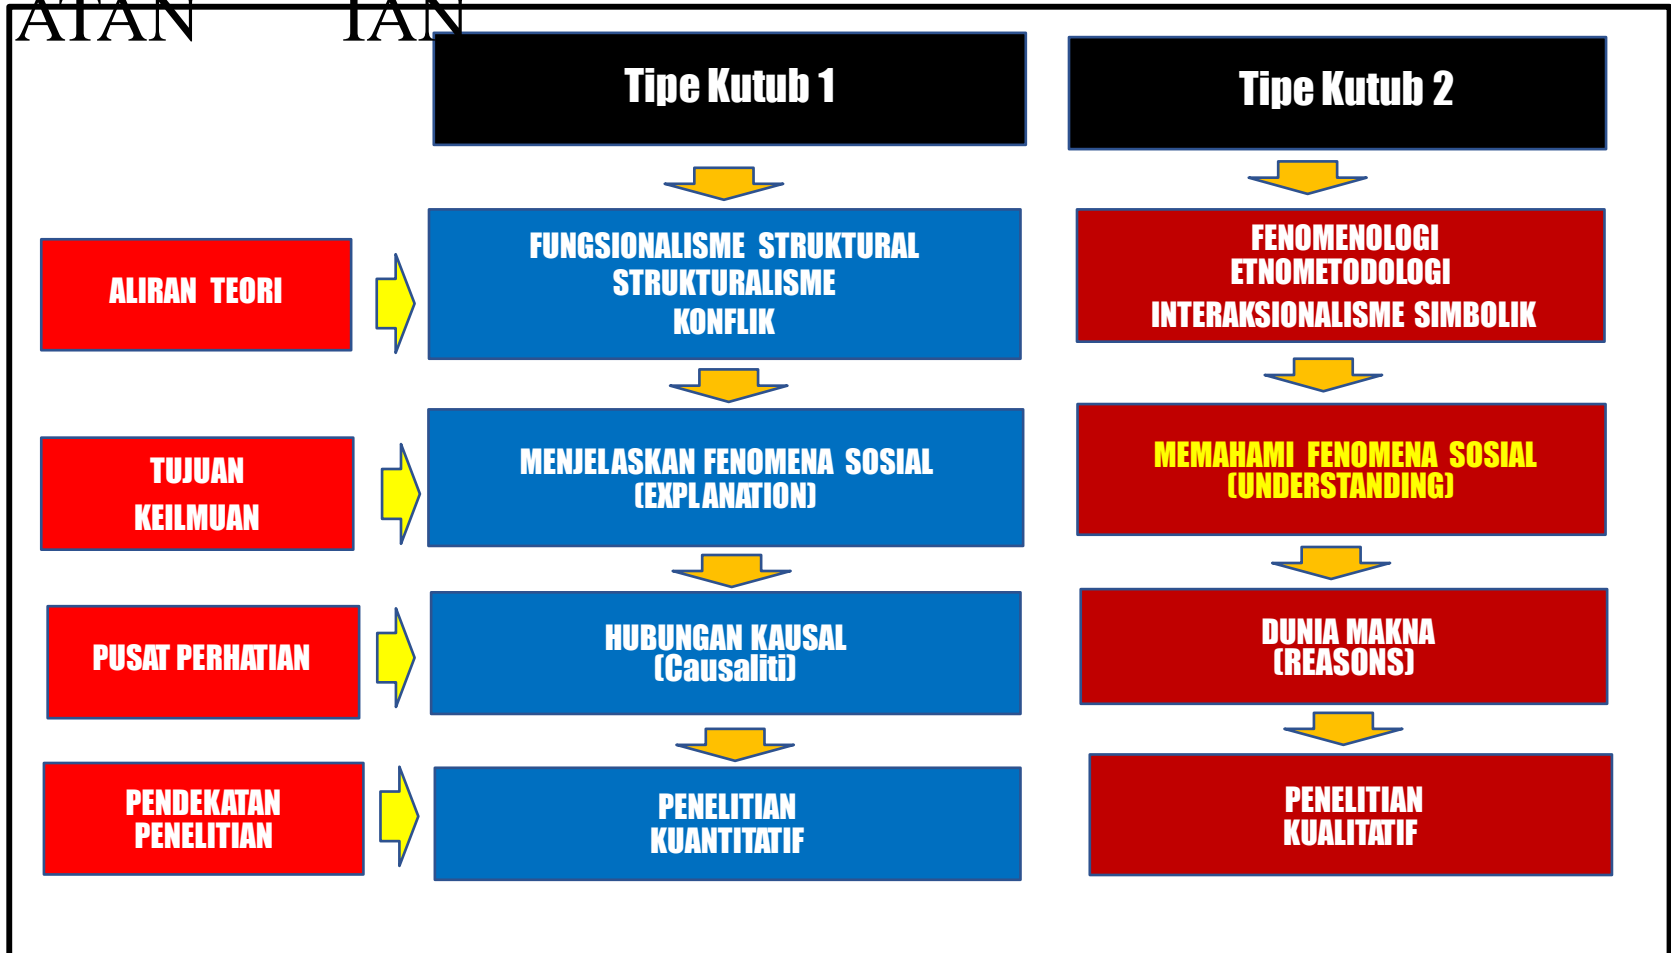 ATAN IAN
Tipe Kutub 1
Tipe Kutub 2
ALIRAN TEORI
FUNGSIONALISME STRUKTURAL
STRUKTURALISME
KONFLIK
FENOMENOLOGI
ETNOMETODOLOGI
INTERAKSIONALISME SIMBOLIK
TUJUAN
KEILMUAN
MENJELASKAN FENOMENA SOSIAL
(EXPLANATION)
MEMAHAMI FENOMENA SOSIAL
(UNDERSTANDING)
PUSAT PERHATIAN
HUBUNGAN KAUSAL
(Causaliti)
DUNIA MAKNA
(REASONS)
PENDEKATAN
PENELITIAN
PENELITIAN
KUANTITATIF
PENELITIAN
KUALITATIF